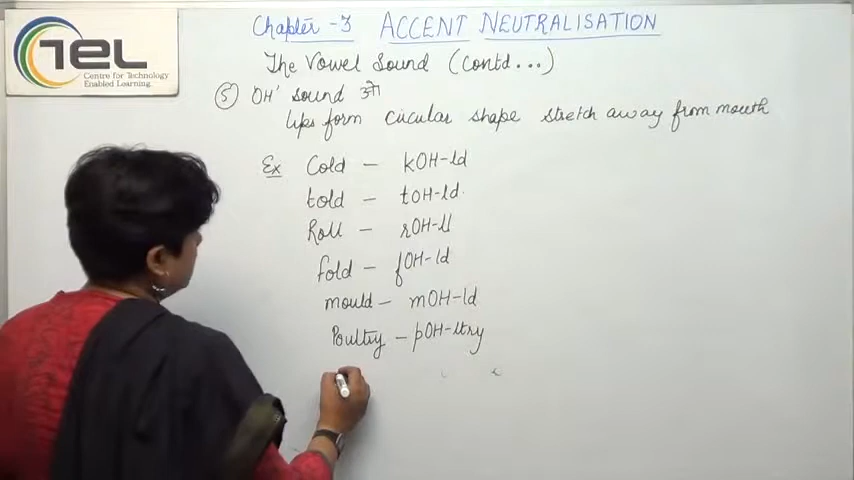 TEL
Centre for Technology
Enabled Learning
Chapter - 3 ACCENT NEUTRALISATION
The Vowel Sound (Contd...)
⑤ OH' sound ओ
lips form circular shape stretch away from mouth
Ex Cold — kOH-ld
told — tOH-ld
Roll — rOH-ll
fold — fOH-ld
mould — mOH-ld
Poultry — pOH-ltry